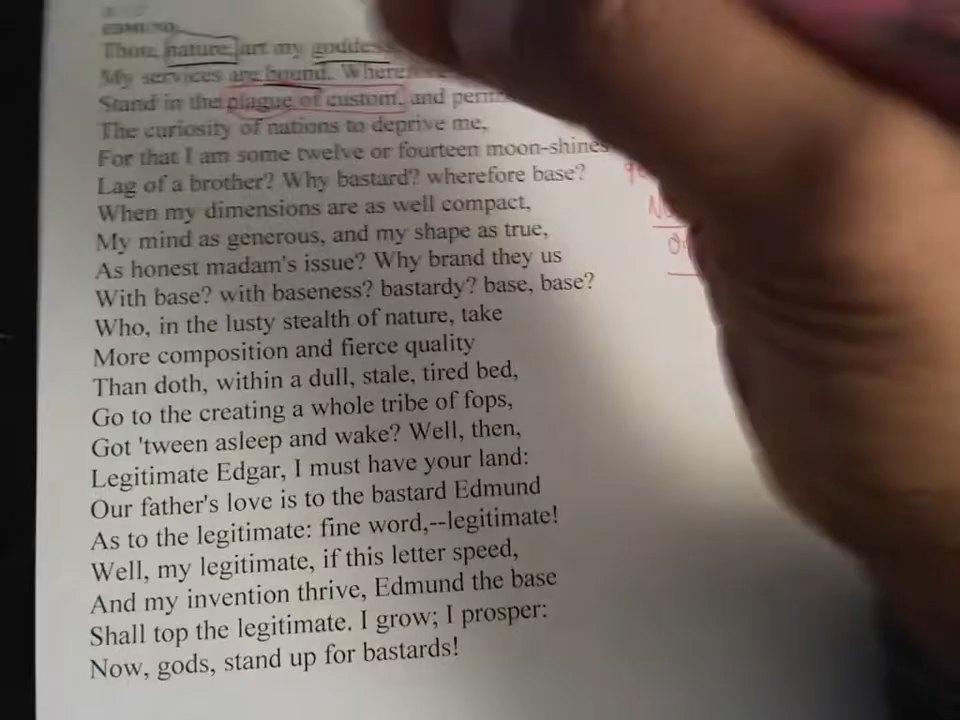 EDMUND
Thou, nature, art my goddess
My services are bound. Where
Stand in the plague of custom, and perm
The curiosity of nations to deprive me,
For that I am some twelve or fourteen moon-shines
Lag of a brother? Why bastard? wherefore base?
When my dimensions are as well compact,
My mind as generous, and my shape as true,
As honest madam's issue? Why brand they us
With base? with baseness? bastardy? base, base?
Who, in the lusty stealth of nature, take
More composition and fierce quality
Than doth, within a dull, stale, tired bed,
Go to the creating a whole tribe of fops,
Got 'tween asleep and wake? Well, then,
Legitimate Edgar, I must have your land:
Our father's love is to the bastard Edmund
As to the legitimate: fine word,--legitimate!
Well, my legitimate, if this letter speed,
And my invention thrive, Edmund the base
Shall top the legitimate. I grow; I prosper:
Now, gods, stand up for bastards!